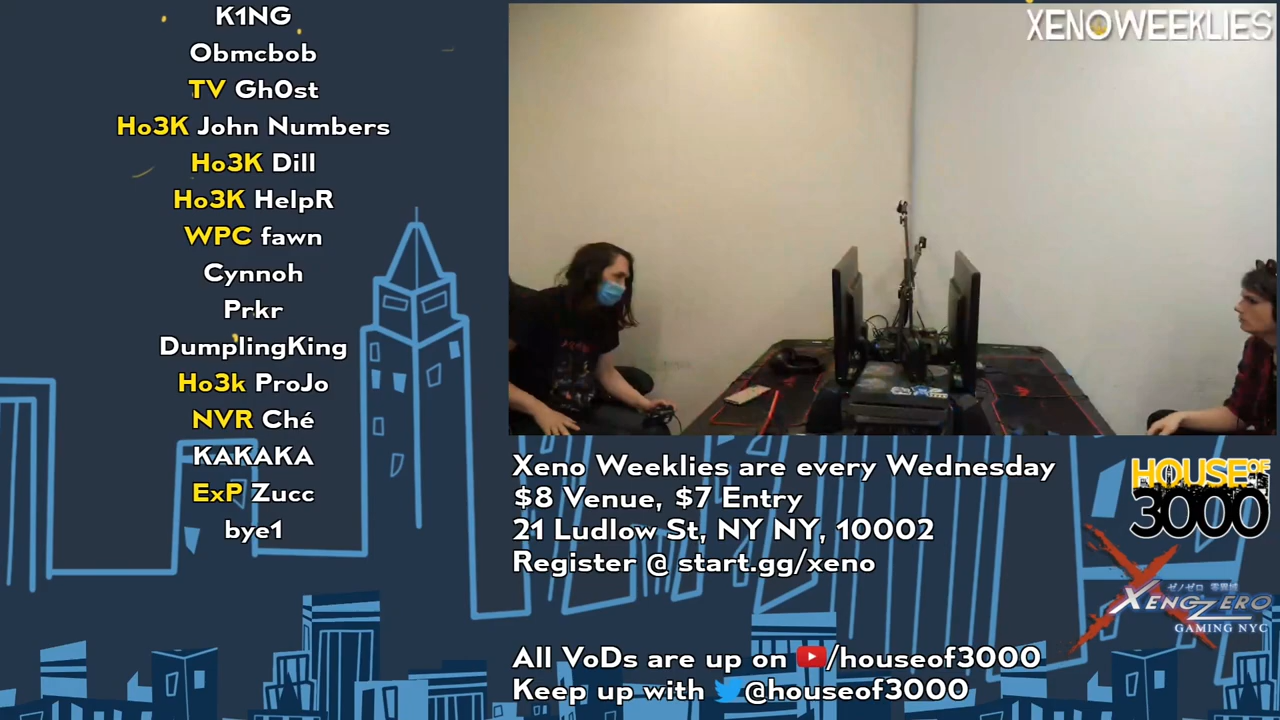 K1NG
Obmcbob
TV Gh0st
Ho3K John Numbers
Ho3K Dill
Ho3K HelpR
WPC fawn
Cynnoh
Prkr
DumplingKing
Ho3k ProJo
NVR Ché
KAKAKA
ExP Zucc
bye1
XENOWEEKLIES
Xeno Weeklies are every Wednesday
$8 Venue, $7 Entry
21 Ludlow St, NY NY, 10002
Register @ start.gg/xeno
All VoDs are up on /houseof3000
Keep up with @houseof3000
HOUSE OF
3000
XENOZERO
GAMING NYC